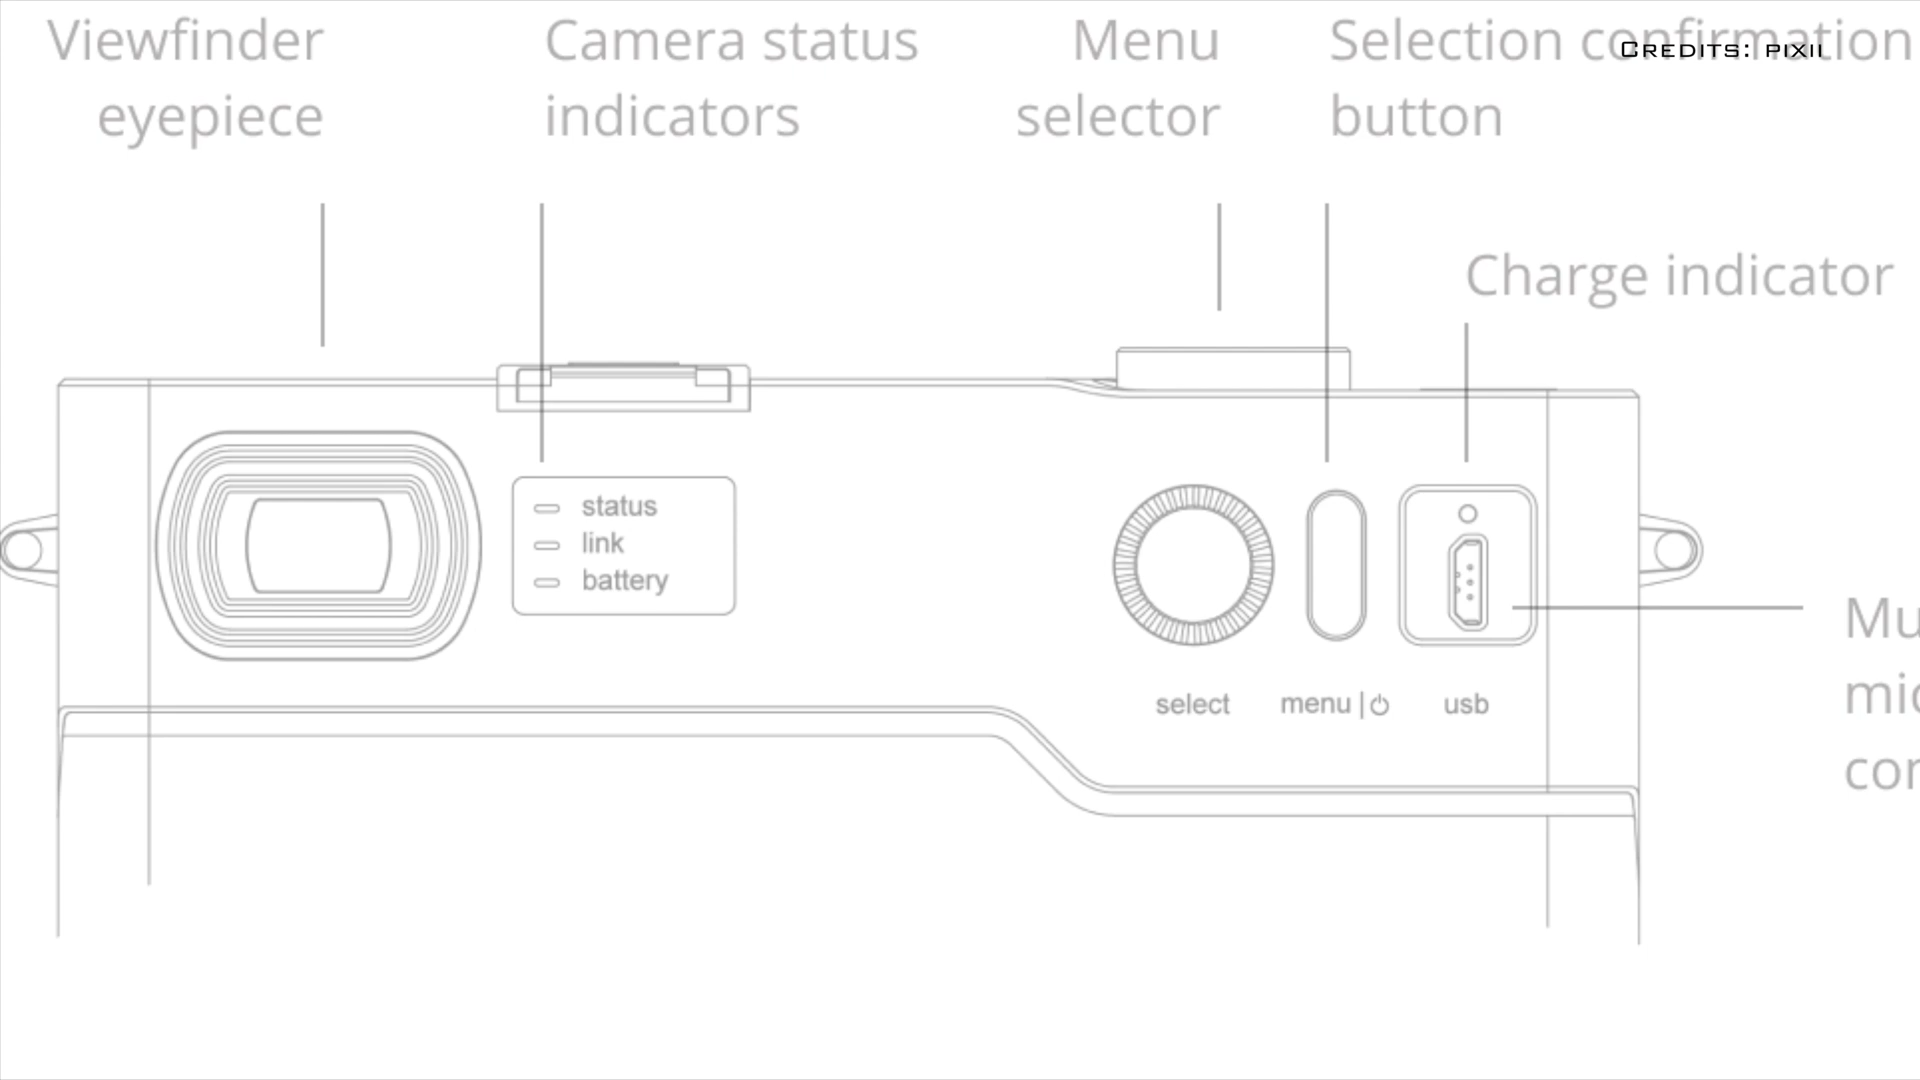 Viewfinder
eyepiece
Camera status
indicators
Menu
selector
Selection confirmation
button
Credits: pixii
Charge indicator
status
link
battery
select
menu|⏻
usb